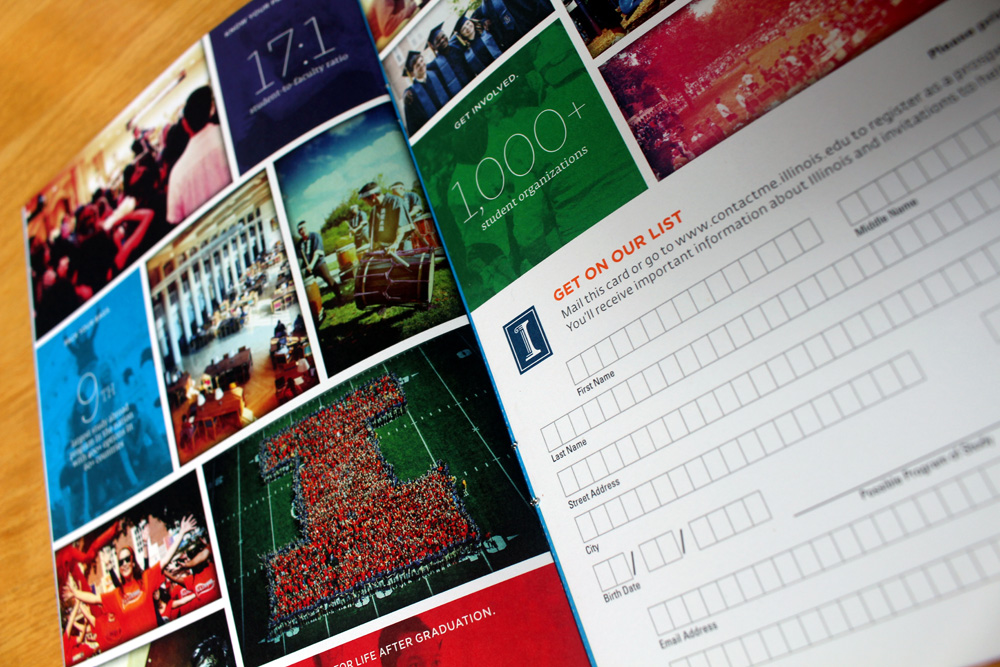 KNOW YOUR
17:1
student-to-faculty ratio
9TH
GET INVOLVED.
1,000+
student organizations
FOR LIFE AFTER GRADUATION.
Please
GET ON OUR LIST
Mail this card or go to www.contactme.illinois.edu to register as a
You'll receive important information about Illinois and invitations to
I
First Name
Middle Name
Last Name
Street Address
City
Possible Program of Study
/ /
Birth Date
Email Address